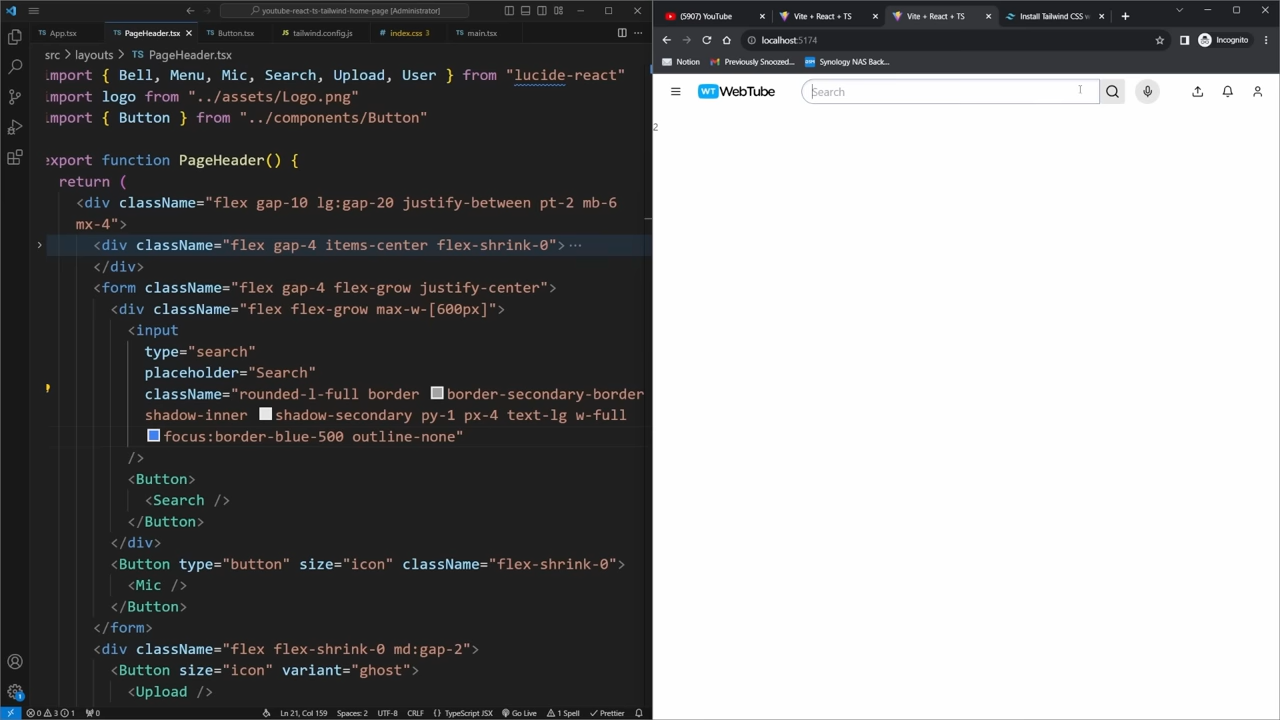 youtube-react-ts-tailwind-home-page [Administrator]
App.tsx PageHeader.tsx Button.tsx tailwind.config.js index.css 3 main.tsx
src > layouts > PageHeader.tsx
import { Bell, Menu, Mic, Search, Upload, User } from "lucide-react"
import logo from "../assets/Logo.png"
import { Button } from "../components/Button"
export function PageHeader() {
return (
<div className="flex gap-10 lg:gap-20 justify-between pt-2 mb-6
mx-4">
<div className="flex gap-4 items-center flex-shrink-0">···
</div>
<form className="flex gap-4 flex-grow justify-center">
<div className="flex flex-grow max-w-[600px]">
<input
type="search"
placeholder="Search"
className="rounded-l-full border border-secondary-border
shadow-inner shadow-secondary py-1 px-4 text-lg w-full
focus:border-blue-500 outline-none"
/>
<Button>
<Search />
</Button>
</div>
<Button type="button" size="icon" className="flex-shrink-0">
<Mic />
</Button>
</form>
<div className="flex flex-shrink-0 md:gap-2">
<Button size="icon" variant="ghost">
<Upload />
1
0 3 1 0 Ln 21, Col 159 Spaces: 2 UTF-8 CRLF {} TypeScript JSX Go Live 1 Spell Prettier
(5907) YouTube Vite + React + TS Vite + React + TS Install Tailwind CSS w
localhost:5174 Incognito
Notion Previously Snoozed... Synology NAS Back...
WT WebTube Search
2